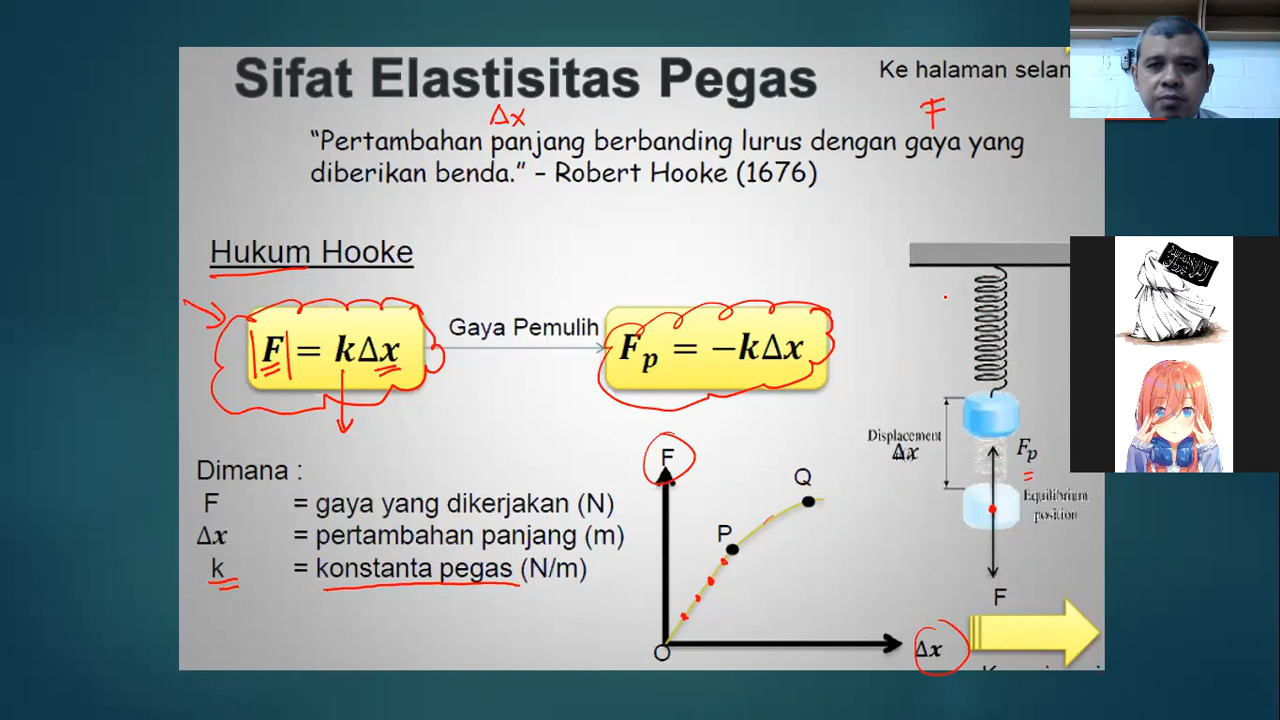 Sifat Elastisitas Pegas
Ke halaman selan
Δx
F
“Pertambahan panjang berbanding lurus dengan gaya yang
diberikan benda.” – Robert Hooke (1676)
Hukum Hooke
|F| = kΔx
Gaya Pemulih
Fₚ = −kΔx
Displacement
Δx
Fₚ
Equilibrium
position
F
Dimana :
F = gaya yang dikerjakan (N)
Δx = pertambahan panjang (m)
k = konstanta pegas (N/m)
F
Q
P
O
Δx